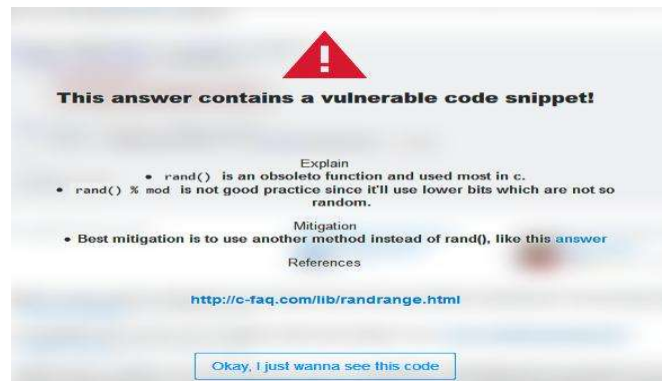 !
This answer contains a vulnerable code snippet!
Explain
• rand() is an obsoleto function and used most in c.
• rand() % mod is not good practice since it'll use lower bits which are not so
random.
Mitigation
• Best mitigation is to use another method instead of rand(), like this answer
References
http://c-faq.com/lib/randrange.html
Okay, I just wanna see this code